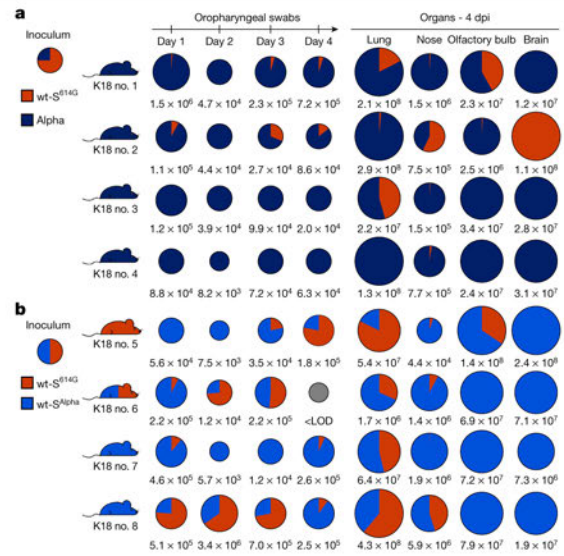 a
Oropharyngeal swabs
Organs - 4 dpi
Inoculum
Day 1 Day 2 Day 3 Day 4 Lung Nose Olfactory bulb Brain
K18 no. 1
wt-S⁶¹⁴ᴳ
1.5 × 10⁶ 4.7 × 10⁴ 2.3 × 10⁵ 7.2 × 10⁵ 2.1 × 10⁸ 1.5 × 10⁶ 2.3 × 10⁷ 1.2 × 10⁷
Alpha
K18 no. 2
1.1 × 10⁵ 4.4 × 10⁴ 2.7 × 10⁴ 8.6 × 10⁴ 2.9 × 10⁸ 7.5 × 10⁵ 2.5 × 10⁶ 1.1 × 10⁸
K18 no. 3
1.2 × 10⁵ 3.9 × 10⁴ 9.9 × 10⁴ 2.0 × 10⁴ 2.2 × 10⁷ 1.5 × 10⁵ 3.4 × 10⁷ 2.8 × 10⁷
K18 no. 4
8.8 × 10⁴ 8.2 × 10³ 7.2 × 10⁴ 6.3 × 10⁴ 1.3 × 10⁸ 7.7 × 10⁵ 2.4 × 10⁷ 3.1 × 10⁷
b
Inoculum
K18 no. 5
5.6 × 10⁴ 7.5 × 10³ 3.5 × 10⁴ 1.8 × 10⁵ 5.4 × 10⁷ 4.4 × 10⁴ 1.4 × 10⁸ 2.4 × 10⁸
wt-S⁶¹⁴ᴳ
wt-Sᴬˡᵖʰᵃ
K18 no. 6
2.2 × 10⁵ 1.2 × 10⁴ 2.2 × 10⁵ <LOD 1.7 × 10⁶ 1.4 × 10⁶ 6.9 × 10⁷ 7.1 × 10⁷
K18 no. 7
4.6 × 10⁵ 5.7 × 10³ 1.2 × 10⁴ 2.6 × 10⁵ 6.4 × 10⁷ 1.9 × 10⁶ 7.2 × 10⁷ 7.3 × 10⁶
K18 no. 8
5.1 × 10⁵ 3.4 × 10⁶ 7.0 × 10⁵ 2.5 × 10⁵ 4.3 × 10⁸ 5.9 × 10⁶ 7.9 × 10⁷ 1.9 × 10⁷